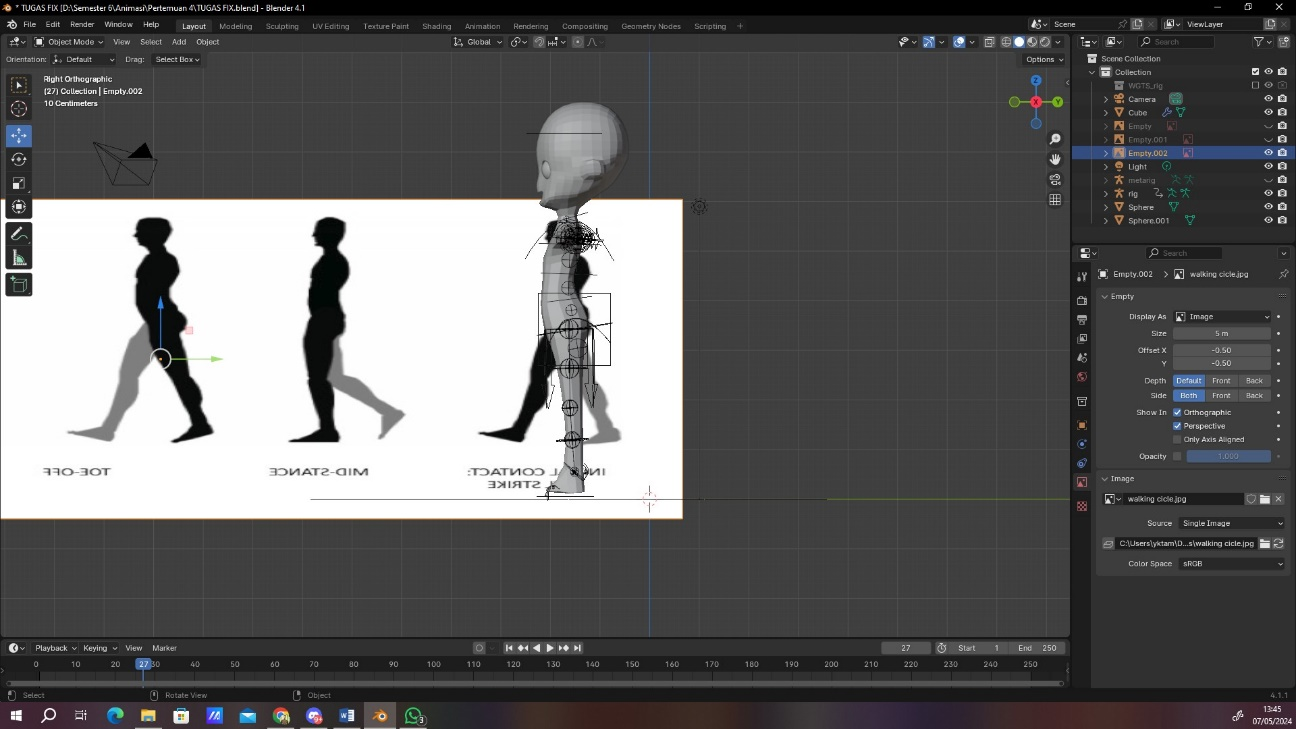 * TUGAS FIX [D:\Semester 6\Animasi\Pertemuan 4\TUGAS FIX.blend] - Blender 4.1
File Edit Render Window Help Layout Modeling Sculpting UV Editing Texture Paint Shading Animation Rendering Compositing Geometry Nodes Scripting + Scene ViewLayer
Object Mode View Select Add Object Global Search
Orientation: Default Drag: Select Box Options
Right Orthographic
(27) Collection | Empty.002
10 Centimeters
Z
X
Y
TOE-OFF
MID-STANCE
CONTACT:
STRIKE
Scene Collection
Collection
WGTS_rig
Camera
Cube
Empty
Empty.001
Empty.002
Light
metarig
rig
Sphere
Sphere.001
Search
Empty.002 > walking cicle.jpg
Empty
Display As Image
Size 5 m
Offset X -0.50
Y -0.50
Depth Default Front Back
Side Both Front Back
Show In Orthographic
Perspective
Only Axis Aligned
Opacity 1.000
Image
walking cicle.jpg
Source Single Image
C:\Users\yktam\D...s\walking cicle.jpg
Color Space sRGB
Playback Keying View Marker 27 Start 1 End 250
0 10 20 27 30 40 50 60 70 80 90 100 110 120 130 140 150 160 170 180 190 200 210 220 230 240 250
Select Rotate View Object 4.1.1
3
13:45
07/05/2024